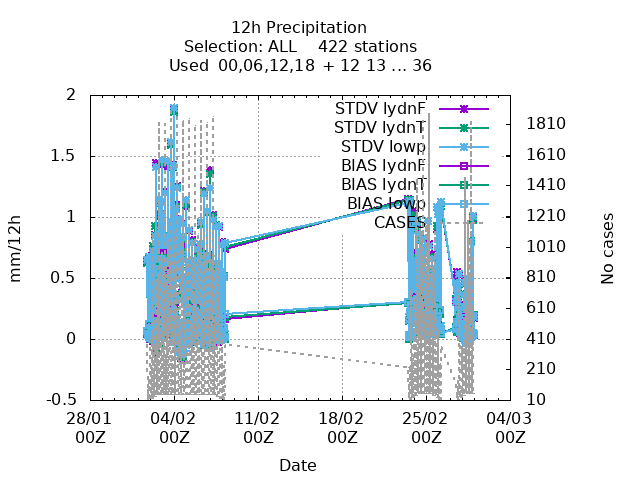 12h Precipitation
Selection: ALL 422 stations
Used 00,06,12,18 + 12 13 ... 36
STDV lydnF
STDV lydnT
STDV lowp
BIAS lydnF
BIAS lydnT
BIAS lowp
CASES
mm/12h
2
1.5
1
0.5
0
-0.5
No cases
1810
1610
1410
1210
1010
810
610
410
210
10
28/01 04/02 11/02 18/02 25/02 04/03
00Z 00Z 00Z 00Z 00Z 00Z
Date